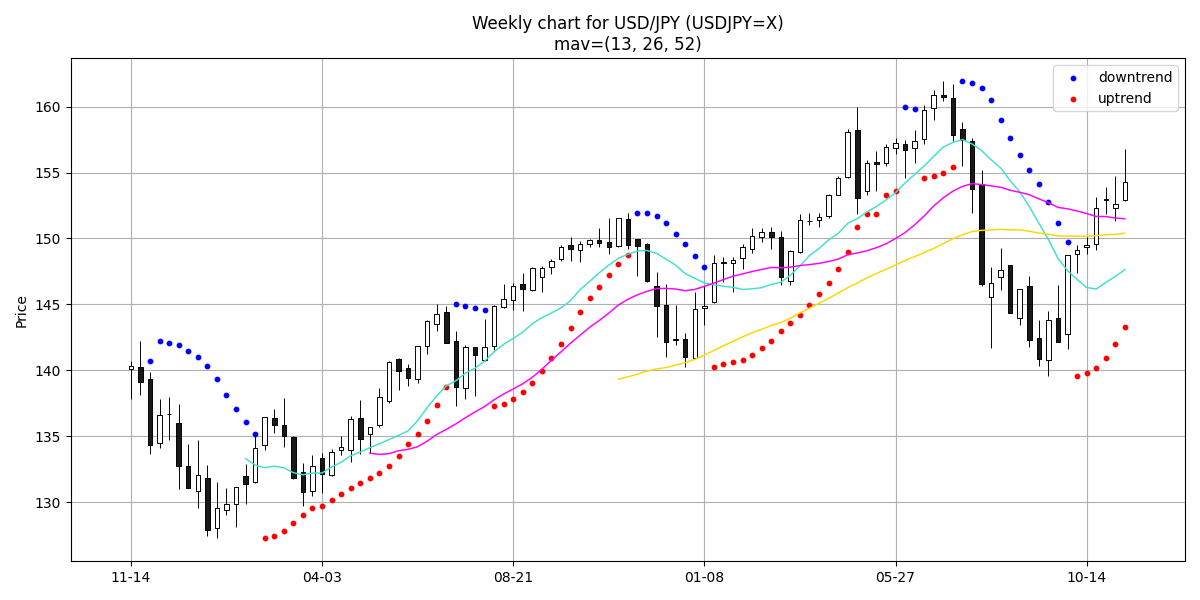 Weekly chart for USD/JPY (USDJPY=X)
mav=(13, 26, 52)
downtrend
uptrend
Price
160
155
150
145
140
135
130
11-14
04-03
08-21
01-08
05-27
10-14